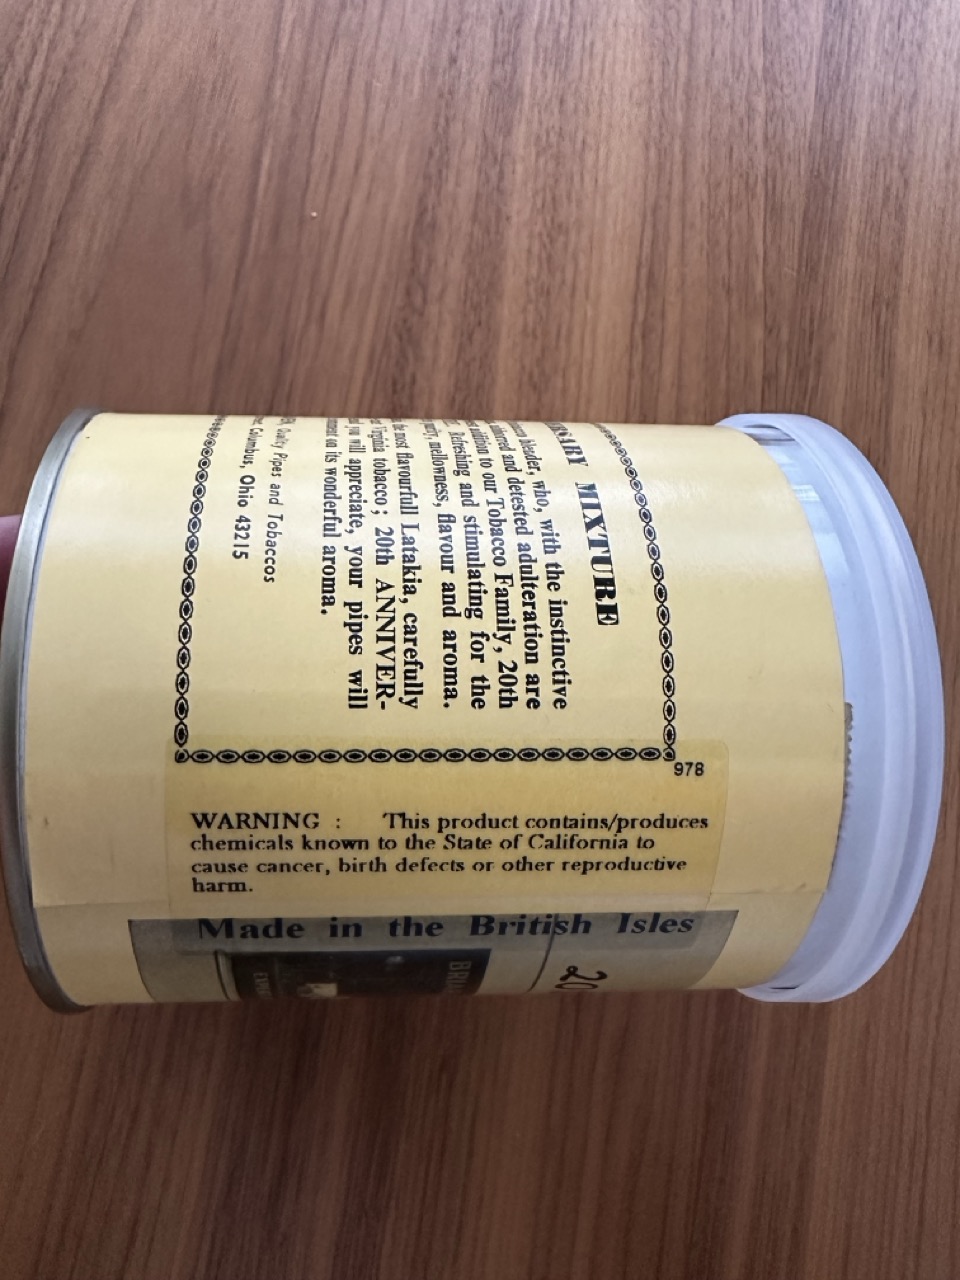 MIXTURE
blender, who, with the instinctive
and detested adulteration are
addition to our Tobacco Family, 20th
Refreshing and stimulating for the
purity, mellowness, flavour and aroma.
most flavourfull Latakia, carefully
Virginia tobacco; 20th ANNIVER-
you will appreciate, your pipes will
on its wonderful aroma.
Quality Pipes and Tobaccos
Columbus, Ohio 43215
978
WARNING : This product contains/produces
chemicals known to the State of California to
cause cancer, birth defects or other reproductive
harm.
Made in the British Isles